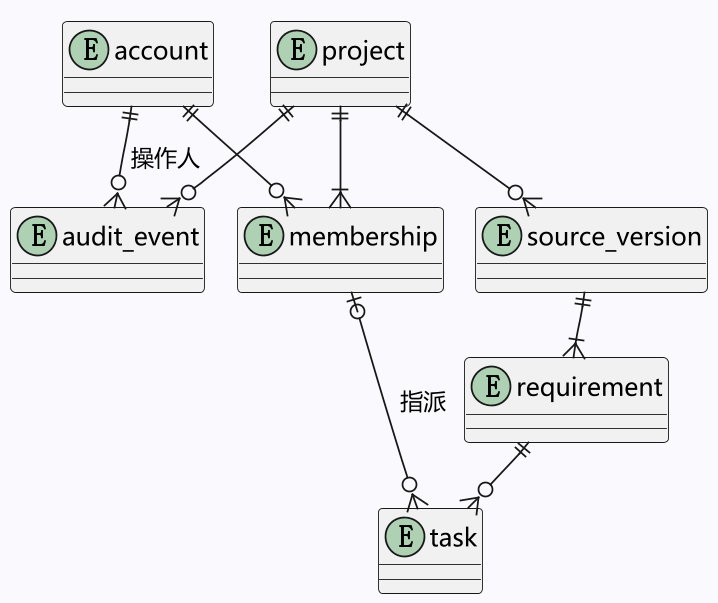 E account
E project
操作人
E audit_event
E membership
E source_version
E requirement
指派
E task